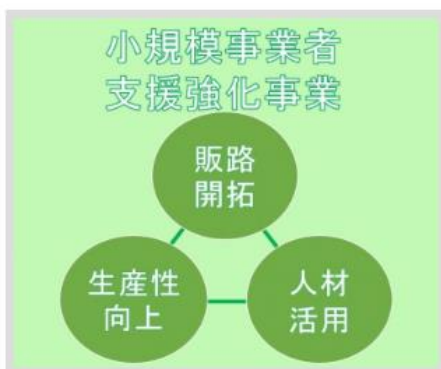 小規模事業者
支援強化事業
販路
開拓
生産性
向上
人材
活用